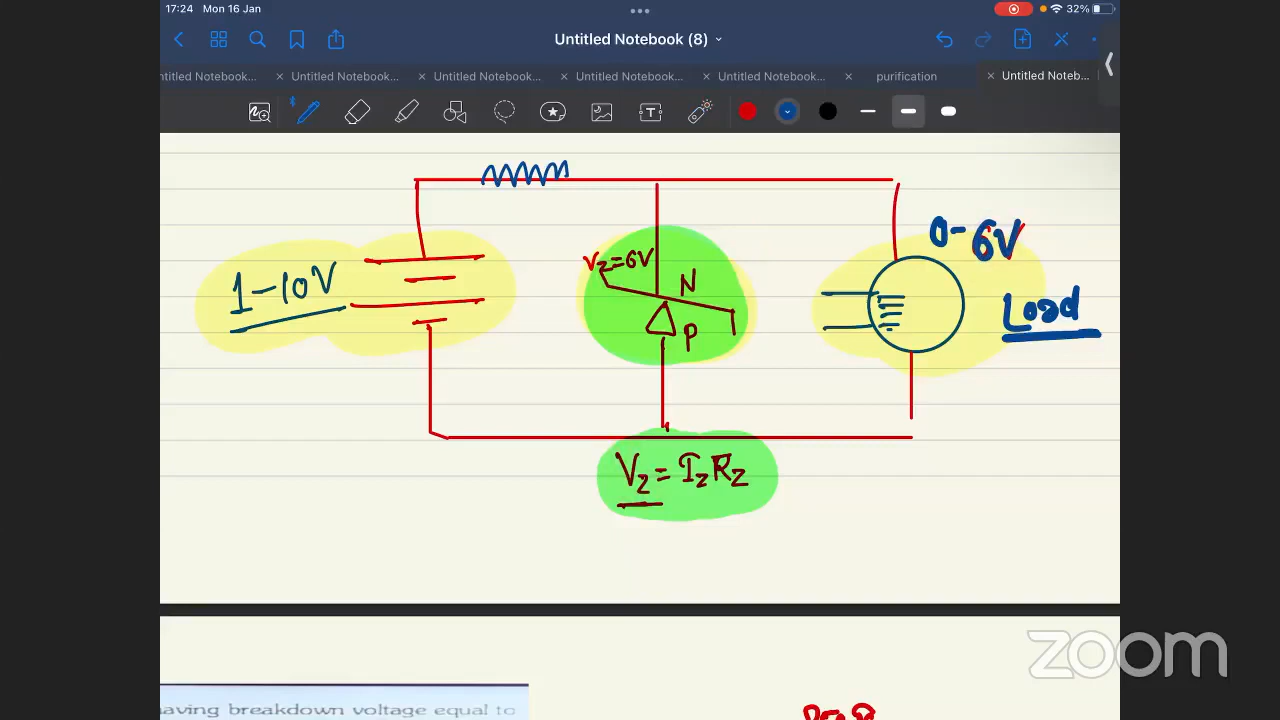 17:24 Mon 16 Jan
32%
Untitled Notebook (8)
ntitled Notebook...
Untitled Notebook...
Untitled Notebook...
Untitled Notebook...
Untitled Notebook...
purification
Untitled Noteb...
1-10V
Vz=6V
N
P
0-6V
Load
Vz = IzRz
zoom
having breakdown voltage equal to